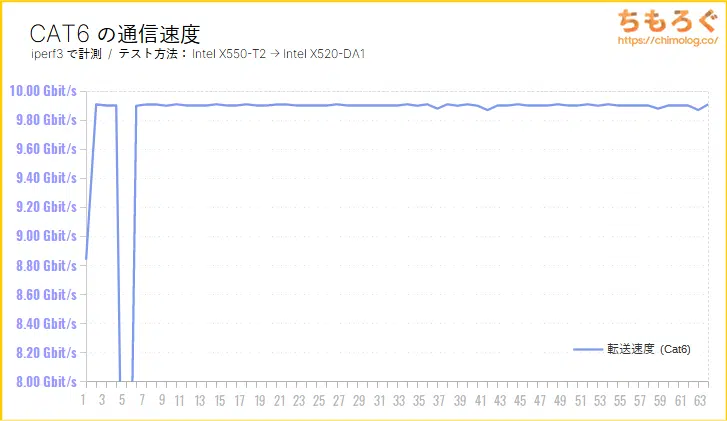 CAT6 の通信速度
ちもろぐ
iperf3 で計測 / テスト方法： Intel X550-T2 → Intel X520-DA1
https://chimolog.co/
10.00 Gbit/s
9.80 Gbit/s
9.60 Gbit/s
9.40 Gbit/s
9.20 Gbit/s
9.00 Gbit/s
8.80 Gbit/s
8.60 Gbit/s
8.40 Gbit/s
8.20 Gbit/s
転送速度 (Cat6)
8.00 Gbit/s
1 3 5 7 9 11 13 15 17 19 21 23 25 27 29 31 33 35 37 39 41 43 45 47 49 51 53 55 57 59 61 63